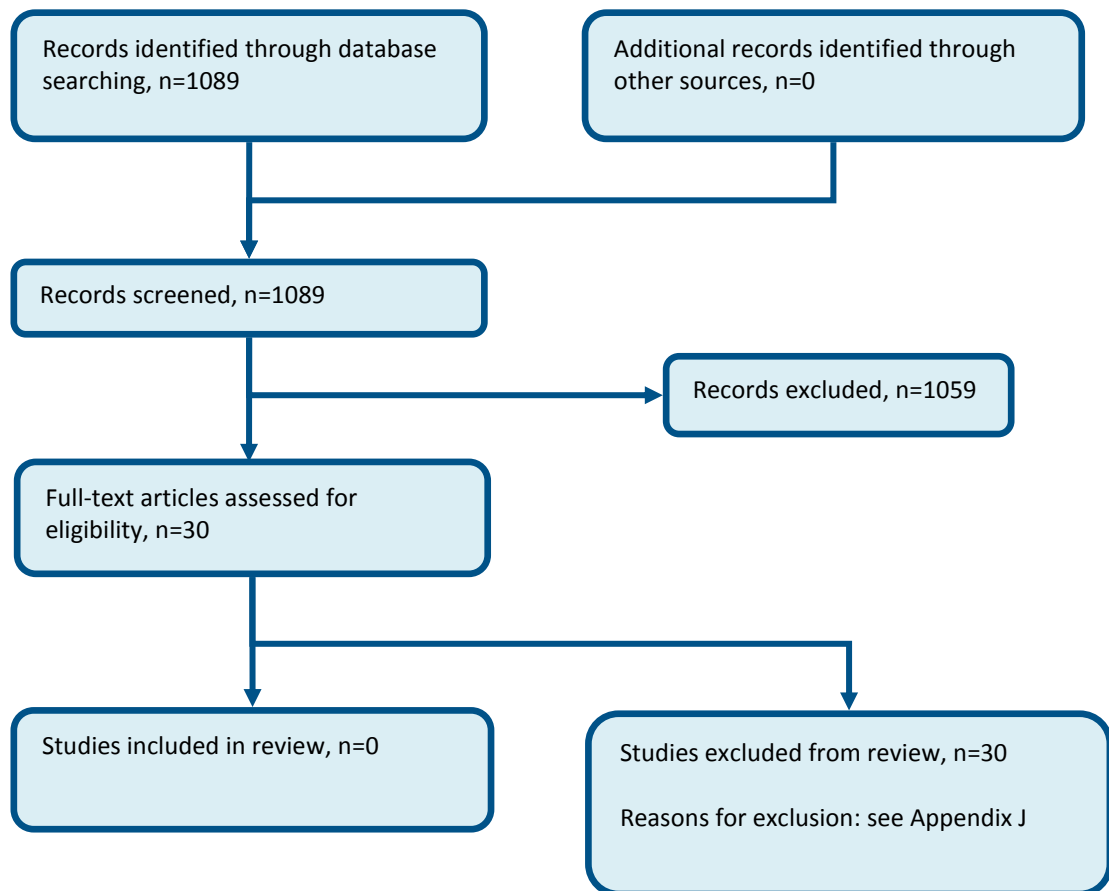 Records identified through database
searching, n=1089
Additional records identified through
other sources, n=0
Records screened, n=1089
Records excluded, n=1059
Full-text articles assessed for
eligibility, n=30
Studies included in review, n=0
Studies excluded from review, n=30
Reasons for exclusion: see Appendix J